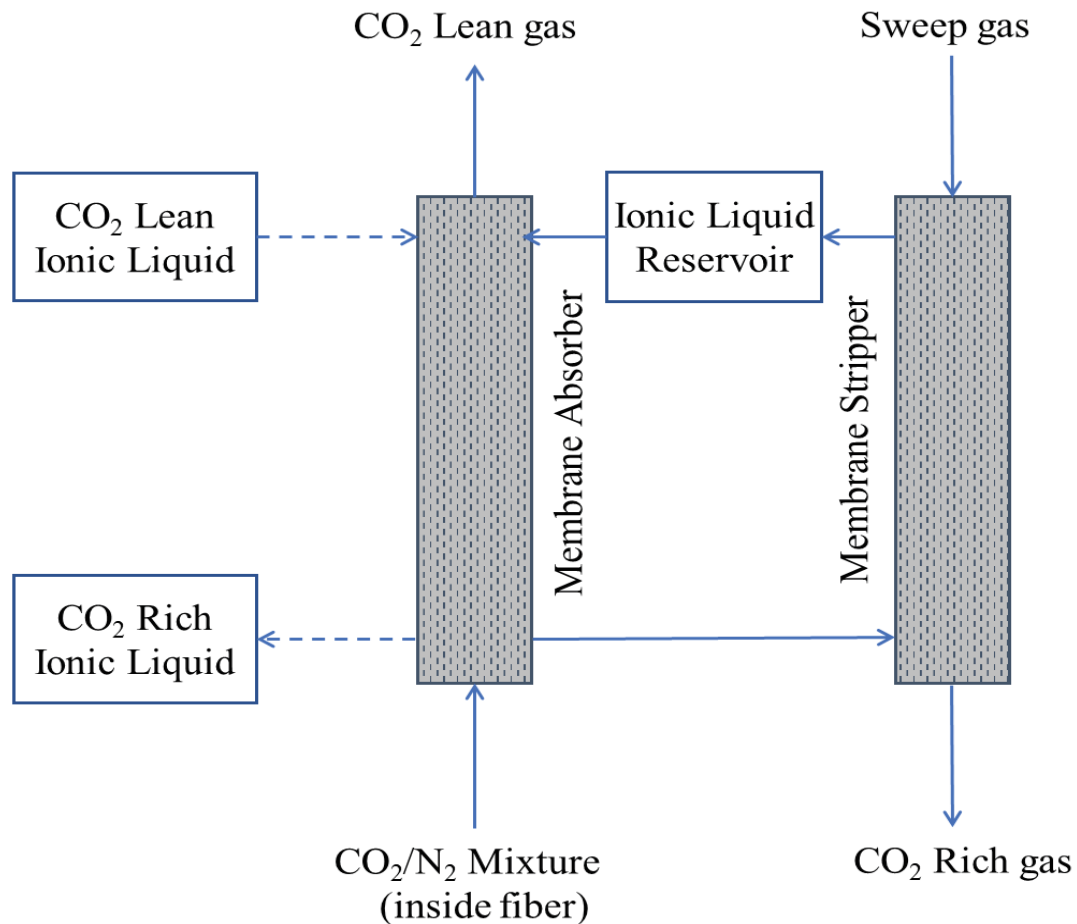 CO₂ Lean gas
Sweep gas
CO₂ Lean
Ionic Liquid
Ionic Liquid
Reservoir
Membrane Absorber
Membrane Stripper
CO₂ Rich
Ionic Liquid
CO₂/N₂ Mixture
(inside fiber)
CO₂ Rich gas